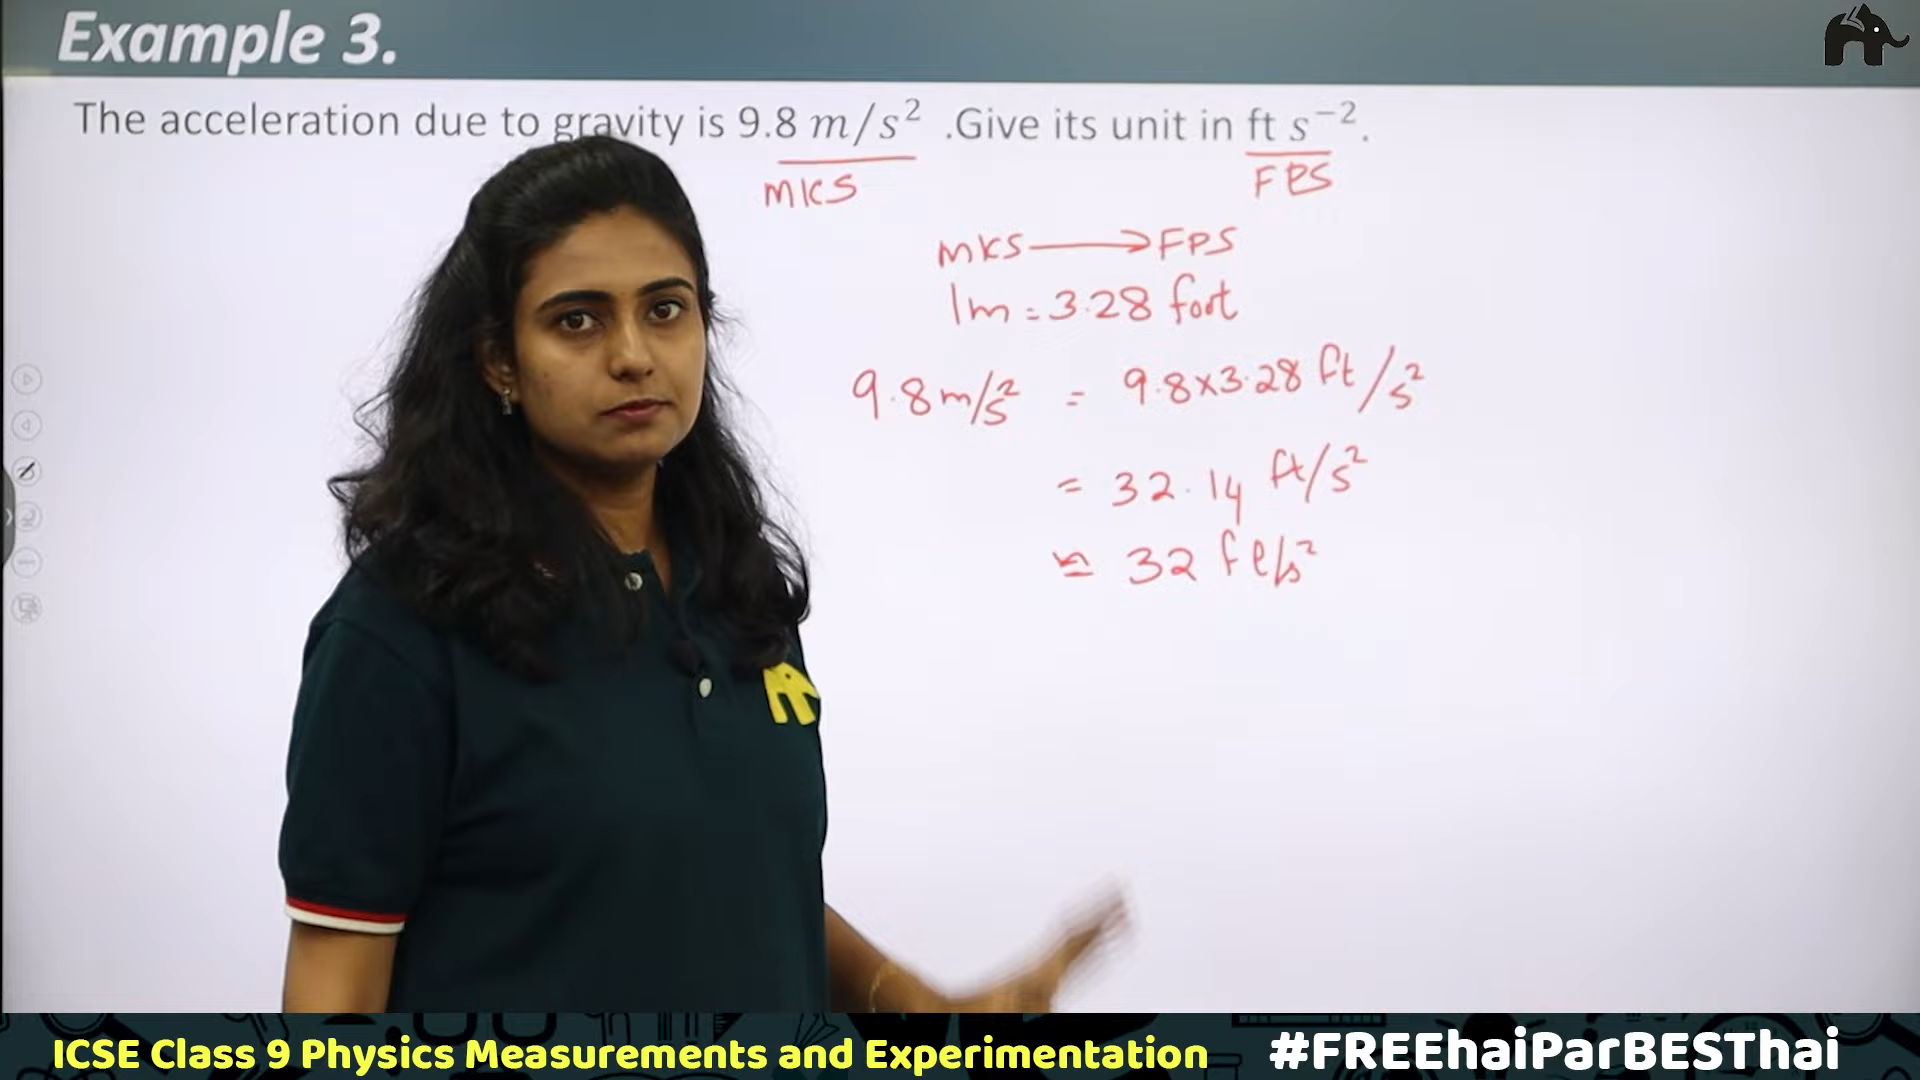 Example 3.
The acceleration due to gravity is 9.8 m/s² .Give its unit in ft s⁻².
MKS
FPS
MKS → FPS
1m = 3.28 foot
9.8 m/s² = 9.8x3.28 ft/s²
= 32.14 ft/s²
≃ 32 ft/s²
ICSE Class 9 Physics Measurements and Experimentation
#FREEhaiParBESThai